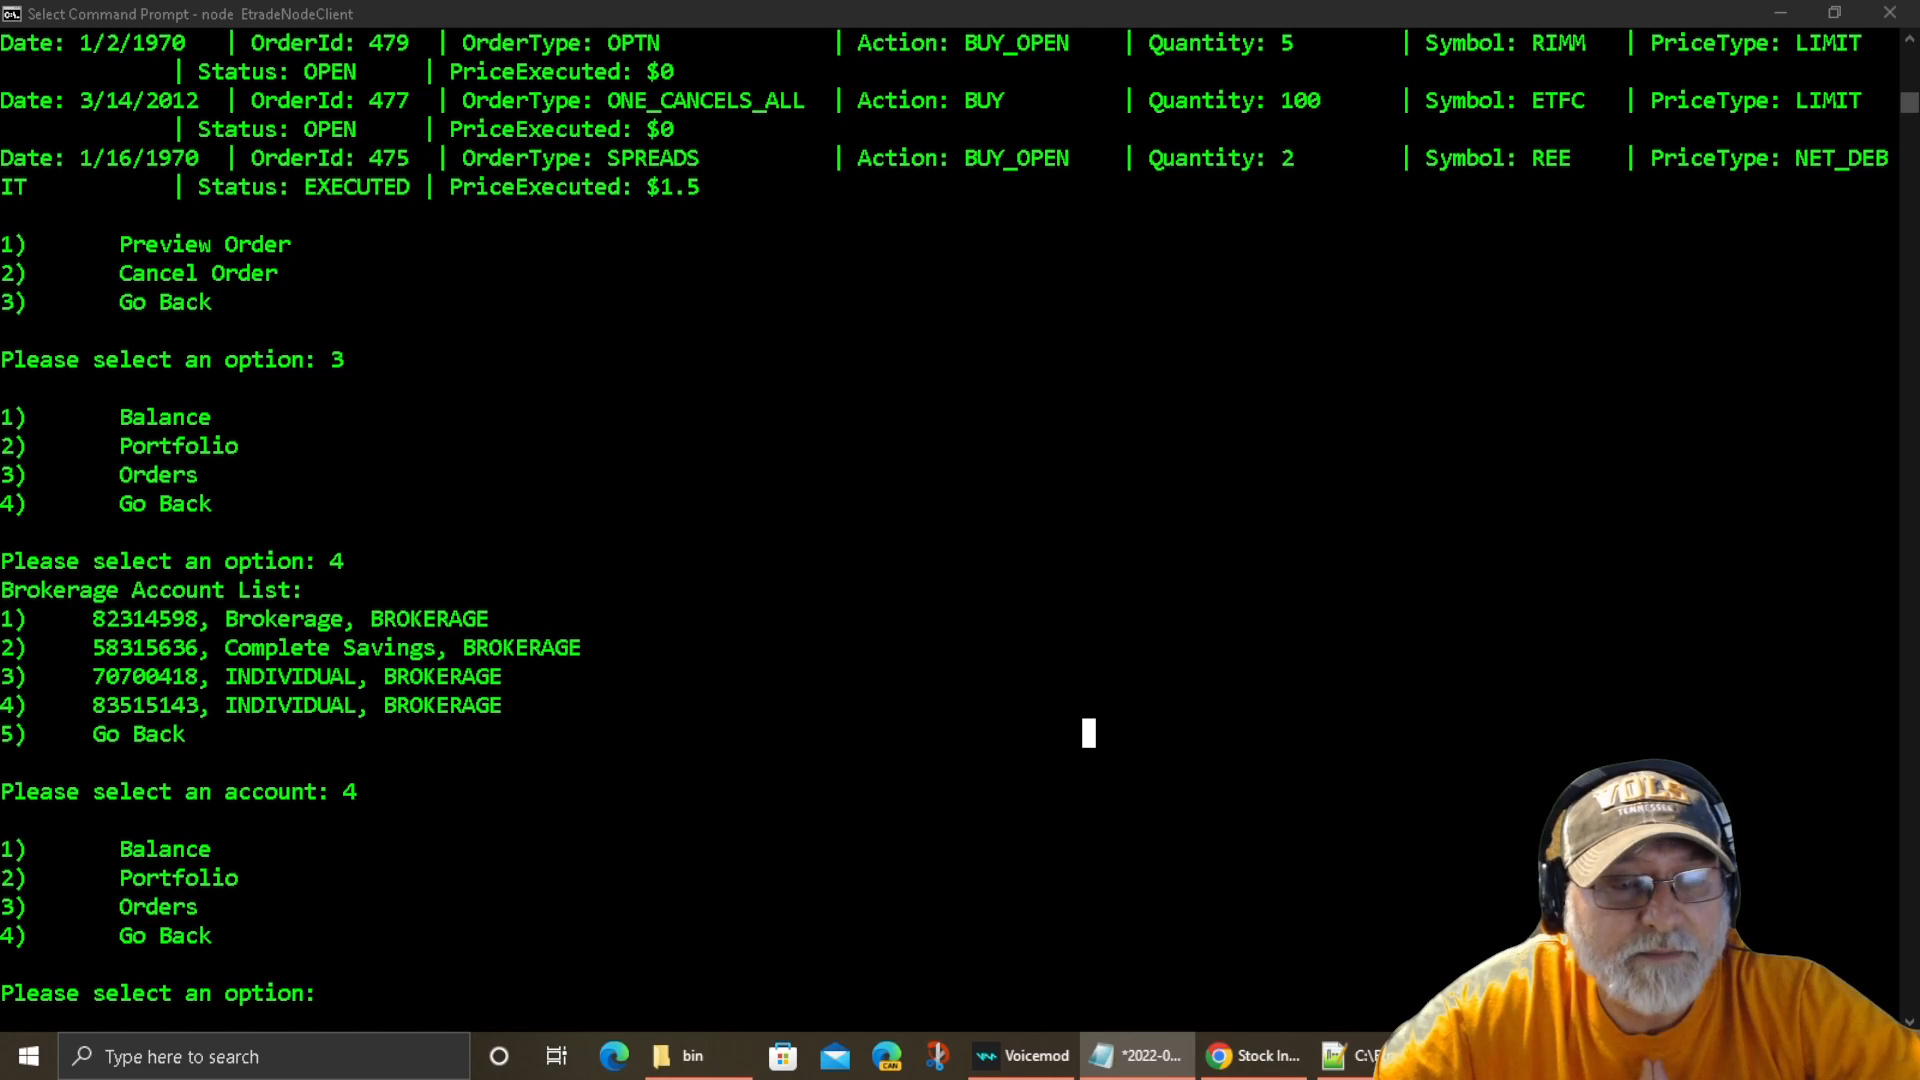 Select Command Prompt - node EtradeNodeClient
Date: 1/2/1970 | OrderId: 479 | OrderType: OPTN | Action: BUY_OPEN | Quantity: 5 | Symbol: RIMM | PriceType: LIMIT
| Status: OPEN | PriceExecuted: $0
Date: 3/14/2012 | OrderId: 477 | OrderType: ONE_CANCELS_ALL | Action: BUY | Quantity: 100 | Symbol: ETFC | PriceType: LIMIT
| Status: OPEN | PriceExecuted: $0
Date: 1/16/1970 | OrderId: 475 | OrderType: SPREADS | Action: BUY_OPEN | Quantity: 2 | Symbol: REE | PriceType: NET_DEB
IT | Status: EXECUTED | PriceExecuted: $1.5
1) Preview Order
2) Cancel Order
3) Go Back
Please select an option: 3
1) Balance
2) Portfolio
3) Orders
4) Go Back
Please select an option: 4
Brokerage Account List:
1) 82314598, Brokerage, BROKERAGE
2) 58315636, Complete Savings, BROKERAGE
3) 70700418, INDIVIDUAL, BROKERAGE
4) 83515143, INDIVIDUAL, BROKERAGE
5) Go Back
Please select an account: 4
1) Balance
2) Portfolio
3) Orders
4) Go Back
Please select an option:
VOLS
TENNESSEE
Type here to search bin CAN Voicemod *2022-0... Stock In...